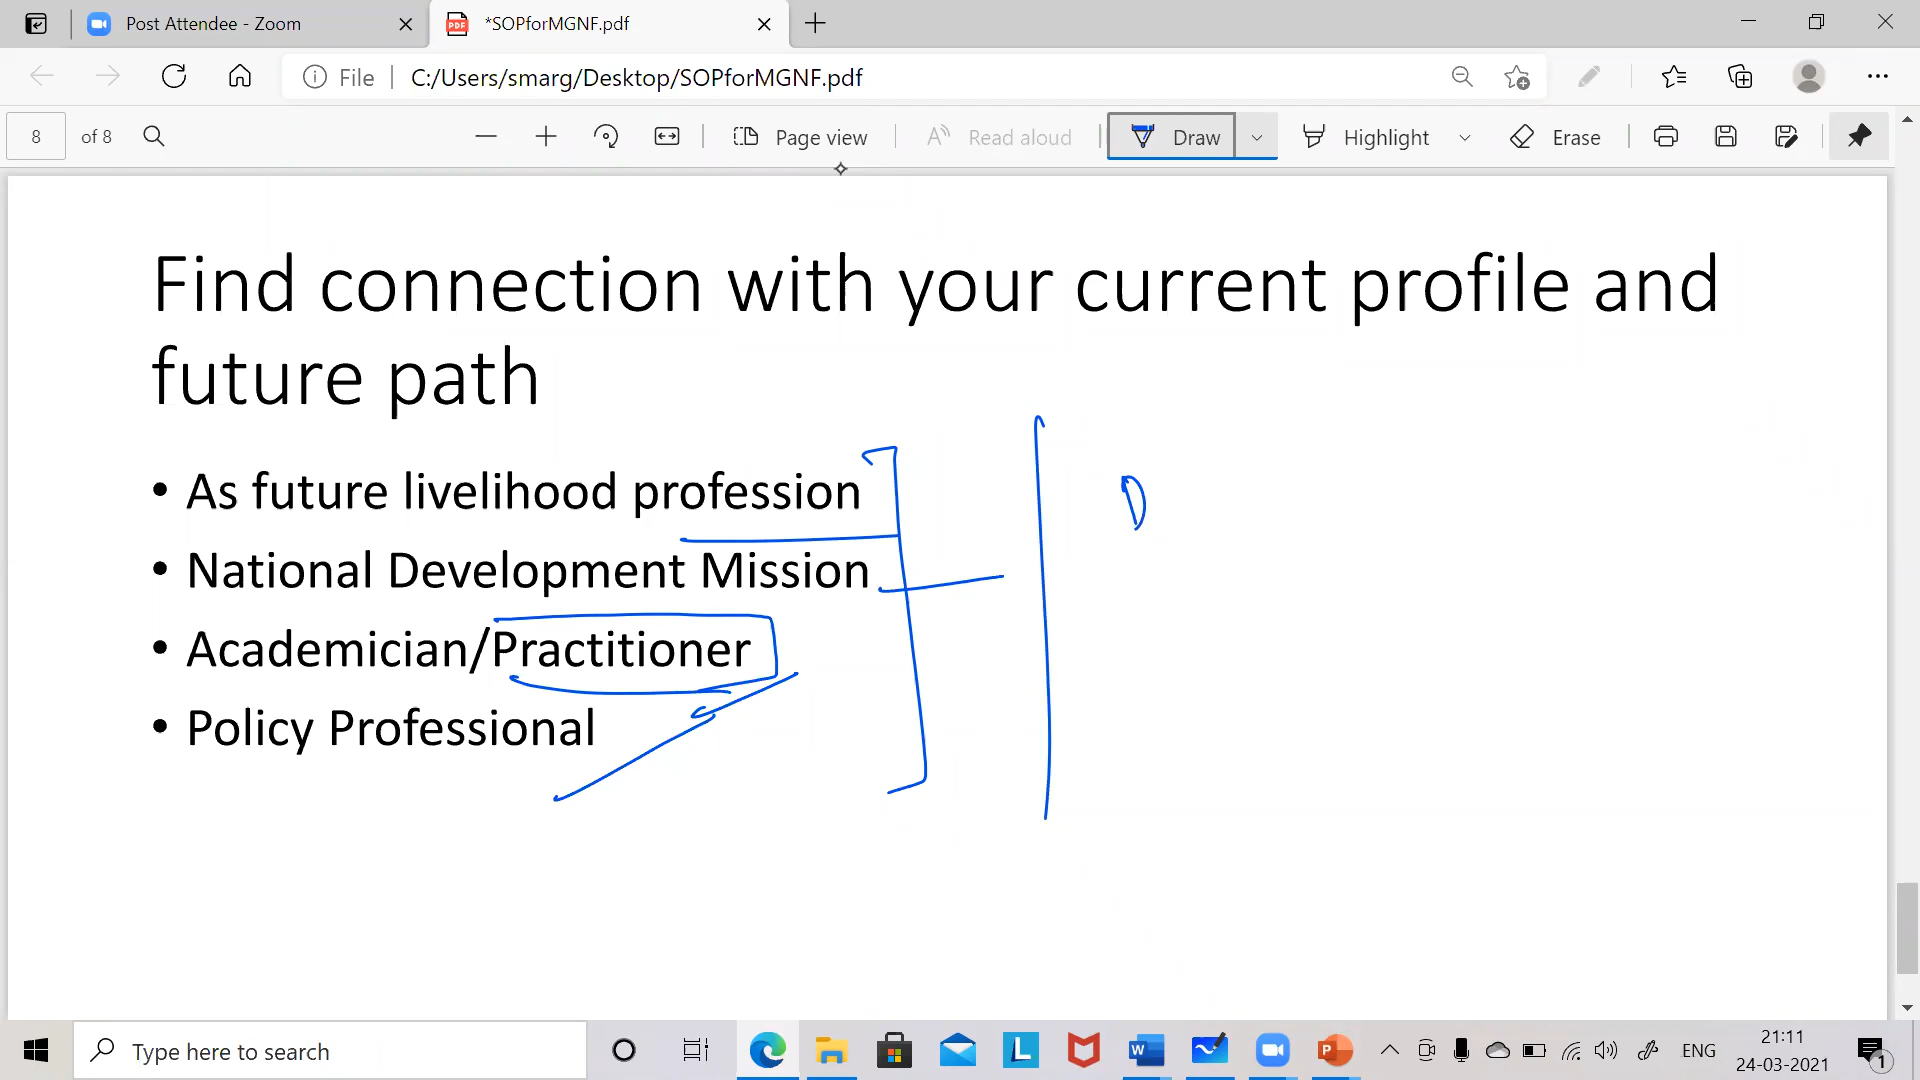 Post Attendee - Zoom
*SOPforMGNF.pdf
File
C:/Users/smarg/Desktop/SOPforMGNF.pdf
8 of 8
Page view
Read aloud
Draw
Highlight
Erase
Find connection with your current profile and
future path
• As future livelihood profession
• National Development Mission
• Academician/Practitioner
• Policy Professional
D
Type here to search
ENG
21:11
24-03-2021
1